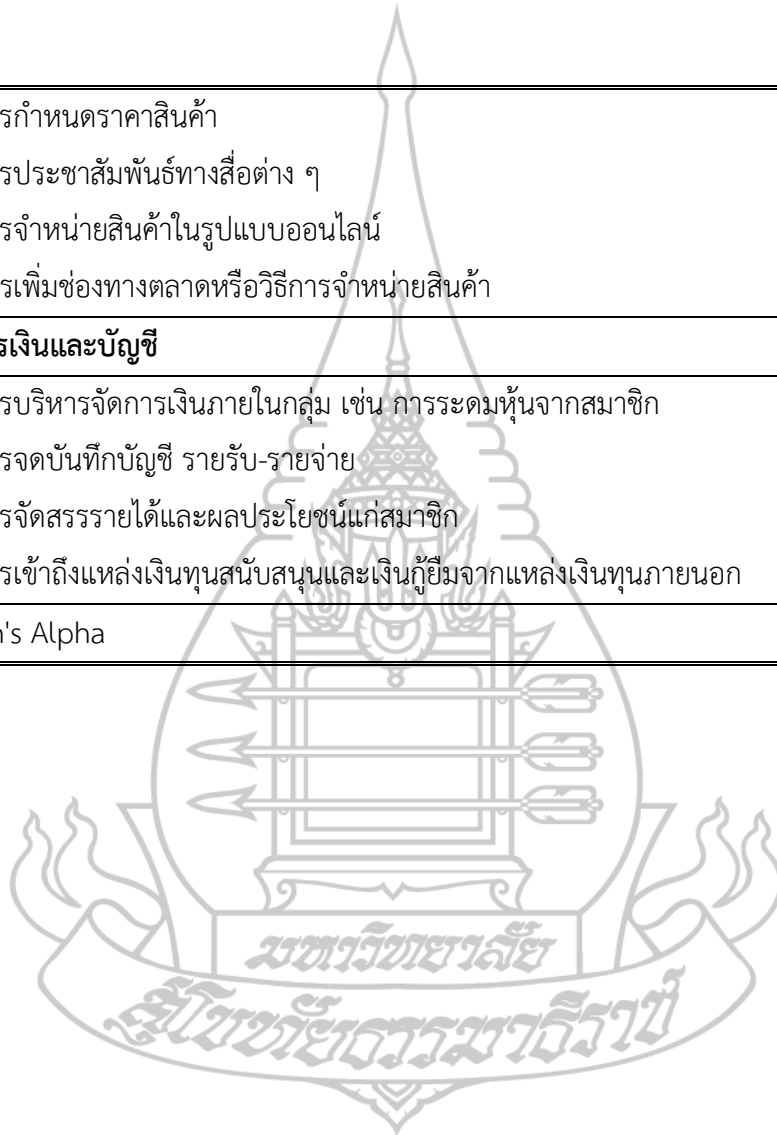 รกำหนดราคาสินค้า
รประชาสัมพันธ์ทางสื่อต่าง ๆ
รจำหน่ายสินค้าในรูปแบบออนไลน์
รเพิ่มช่องทางตลาดหรือวิธีการจำหน่ายสินค้า
รเงินและบัญชี
รบริหารจัดการเงินภายในกลุ่ม เช่น การระดมหุ้นจากสมาชิก
รจดบันทึกบัญชี รายรับ-รายจ่าย
รจัดสรรรายได้และผลประโยชน์แก่สมาชิก
รเข้าถึงแหล่งเงินทุนสนับสนุนและเงินกู้ยืมจากแหล่งเงินทุนภายนอก
's Alpha
มหาวิทยาลัย
สุโขทัยธรรมาธิราช